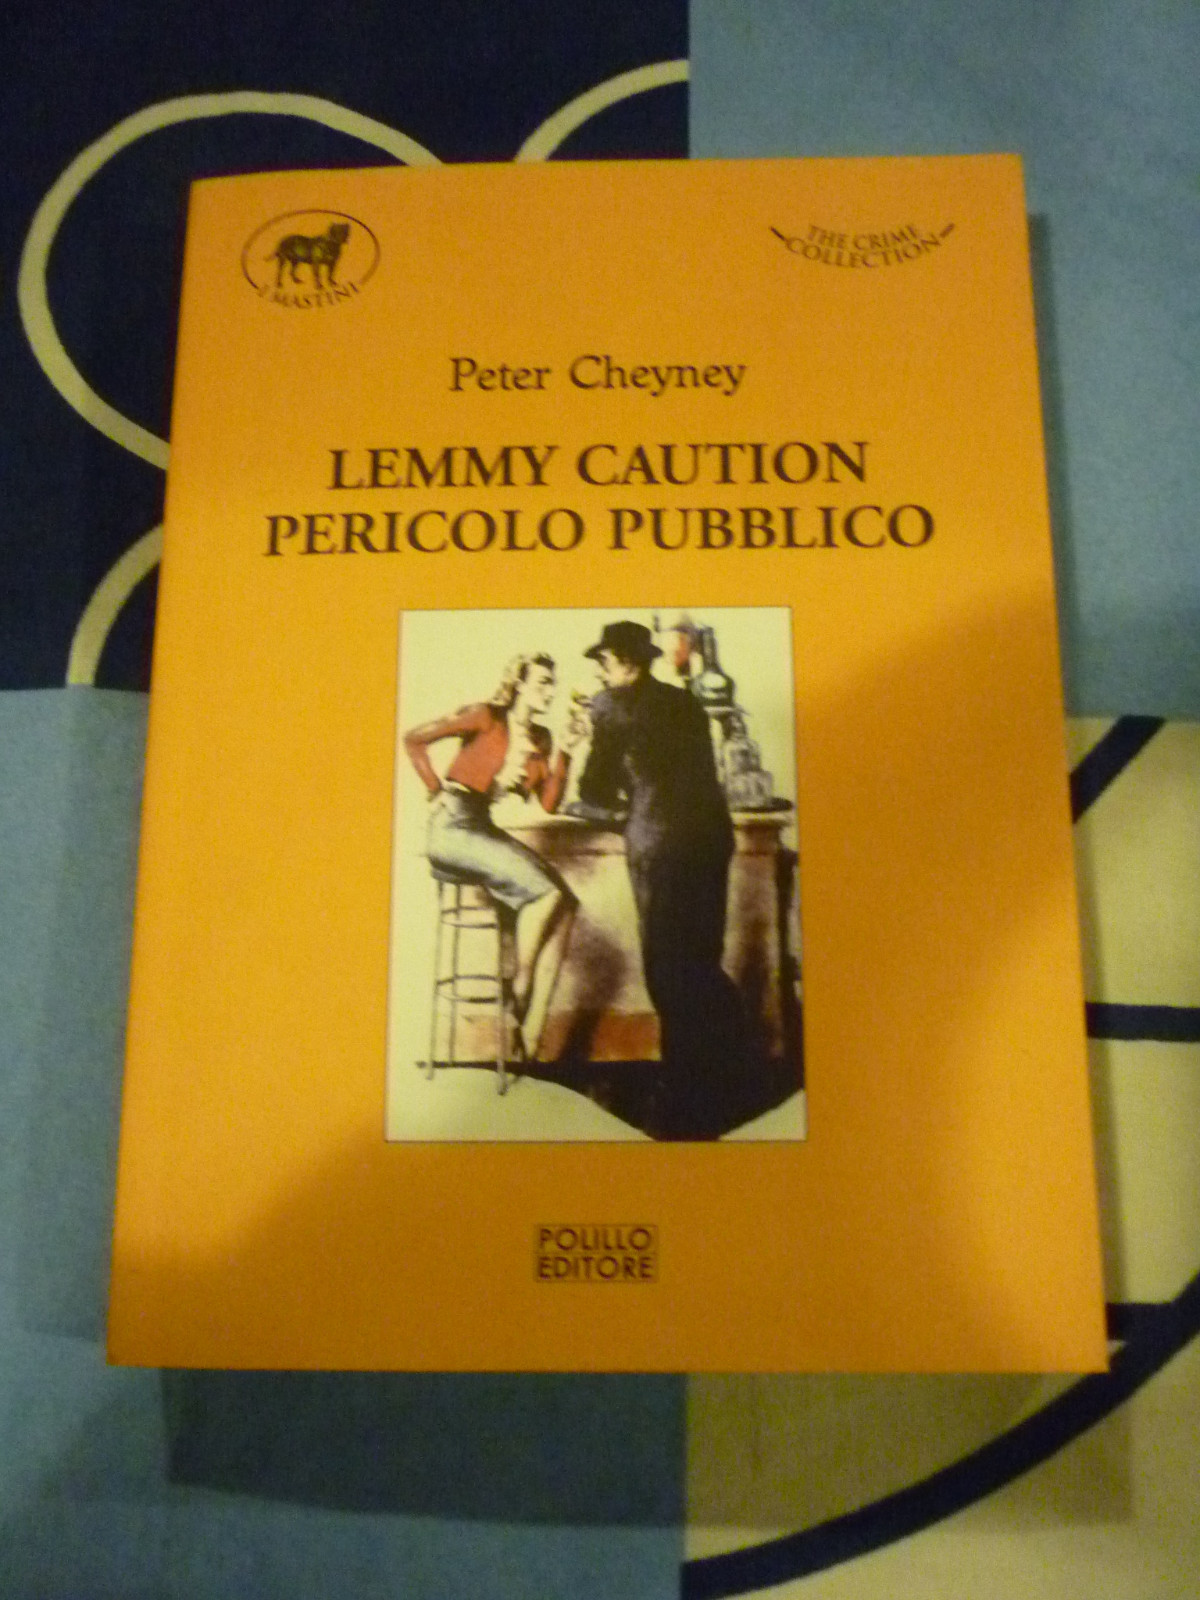 I MASTINI
THE CRIME
COLLECTION
Peter Cheyney
LEMMY CAUTION
PERICOLO PUBBLICO
POLILLO
EDITORE